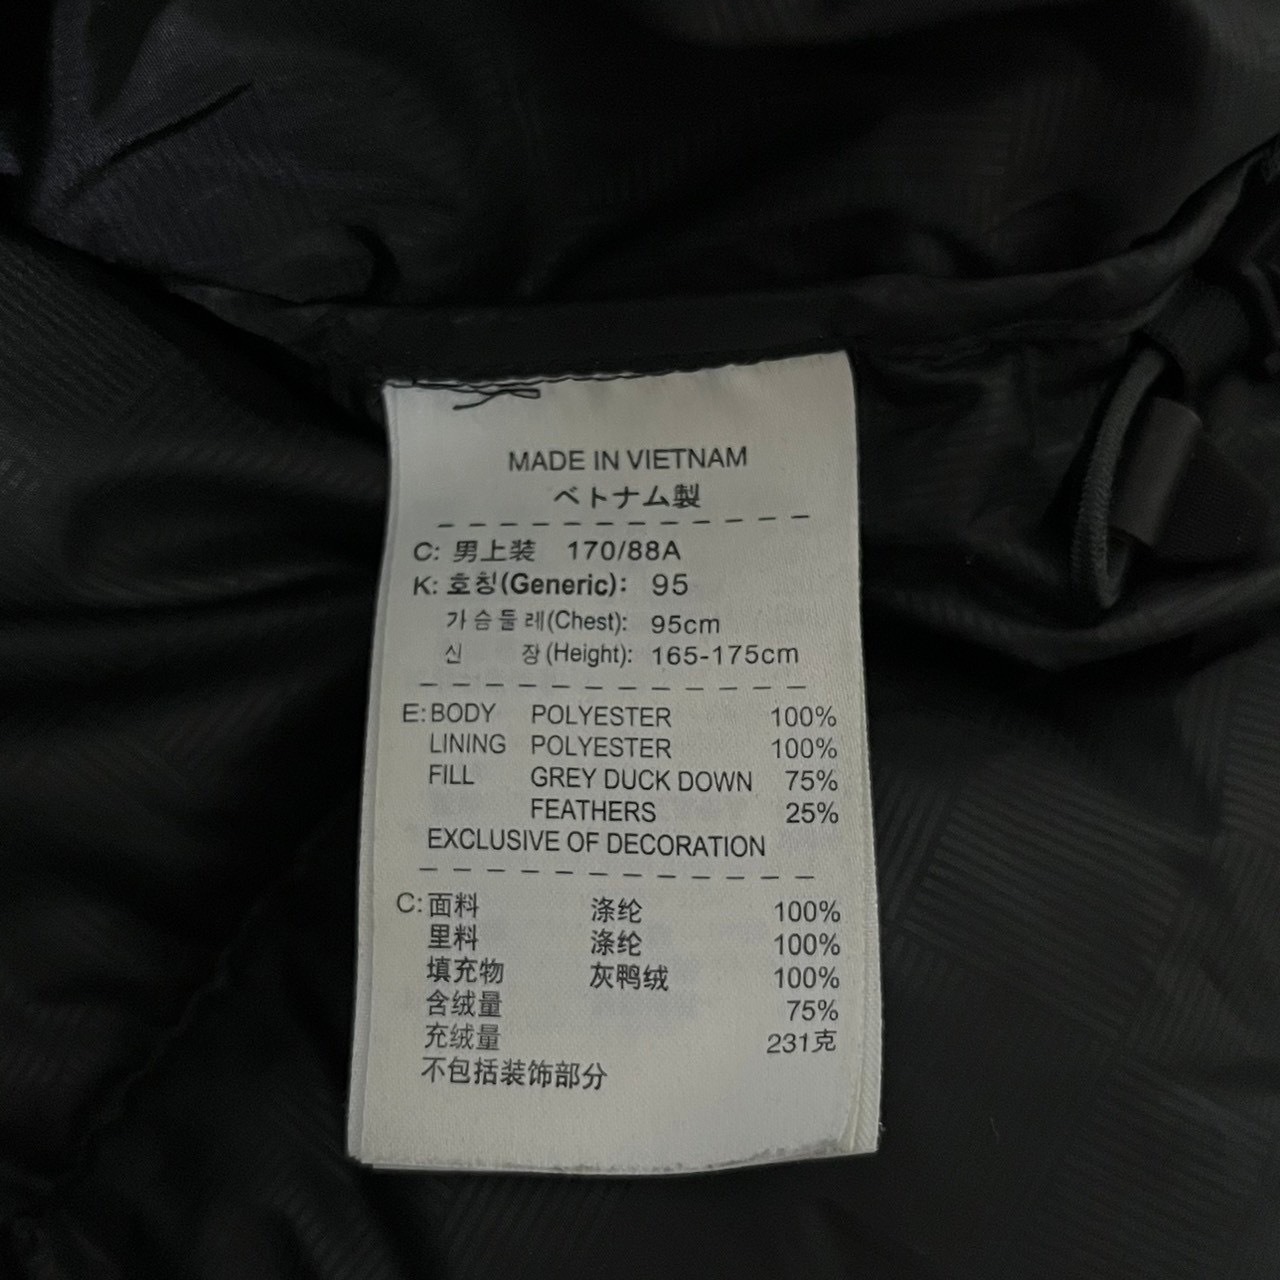 MADE IN VIETNAM
ベトナム製
C: 男上装 170/88A
K: 호칭(Generic): 95
가슴둘레(Chest): 95cm
신 장(Height): 165-175cm
E: BODY POLYESTER 100%
LINING POLYESTER 100%
FILL GREY DUCK DOWN 75%
FEATHERS 25%
EXCLUSIVE OF DECORATION
C: 面料 涤纶 100%
里料 涤纶 100%
填充物 灰鸭绒 100%
含绒量 75%
充绒量 231克
不包括装饰部分